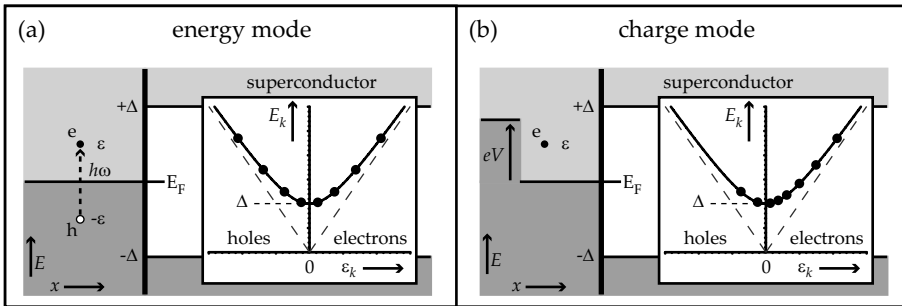 (a) energy mode
superconductor
+Δ
E_k
e ε
ħω
E_F
Δ
h -ε
-Δ
holes electrons
E
x
0 ε_k
(b) charge mode
superconductor
+Δ
E_k
e ε
eV
E_F
Δ
-Δ
holes electrons
E
x
0 ε_k